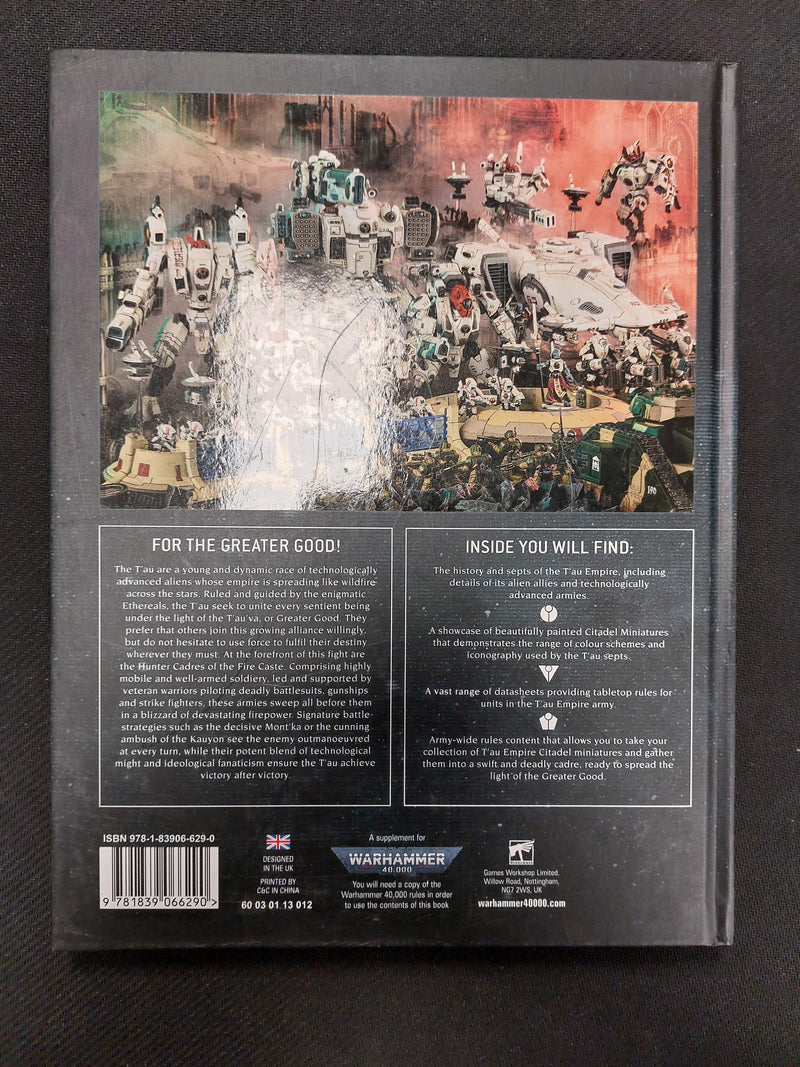 190
FOR THE GREATER GOOD!
The T'au are a young and dynamic race of technologically
advanced aliens whose empire is spreading like wildfire
across the stars. Ruled and guided by the enigmatic
Ethereals, the T'au seek to unite every sentient being
under the light of the T'au'va, or Greater Good. They
prefer that others join this growing alliance willingly,
but do not hesitate to use force to fulfil their destiny
wherever they must. At the forefront of this fight are
the Hunter Cadres of the Fire Caste. Comprising highly
mobile and well-armed soldiery, led and supported by
veteran warriors piloting deadly battlesuits, gunships
and strike fighters, these armies sweep all before them
in a blizzard of devastating firepower. Signature battle-
strategies such as the decisive Mont'ka or the cunning
ambush of the Kauyon see the enemy outmanoeuvred
at every turn, while their potent blend of technological
might and ideological fanaticism ensure the T'au achieve
victory after victory.
INSIDE YOU WILL FIND:
The history and septs of the T'au Empire, including
details of its alien allies and technologically
advanced armies.
A showcase of beautifully painted Citadel Miniatures
that demonstrates the range of colour schemes and
iconography used by the T'au septs.
A vast range of datasheets providing tabletop rules for
units in the T'au Empire army.
Army-wide rules content that allows you to take your
collection of T'au Empire Citadel miniatures and gather
them into a swift and deadly cadre, ready to spread the
light of the Greater Good.
ISBN 978-1-83906-629-0
9 781839 066290 >
DESIGNED
IN THE UK
PRINTED BY
C&C IN CHINA
60 03 01 13 012
A supplement for
WARHAMMER
40,000
You will need a copy of the
Warhammer 40,000 rules in order
to use the contents of this book
WARHAMMER
Games Workshop Limited.
Willow Road, Nottingham,
NG7 2WS, UK
warhammer40000.com